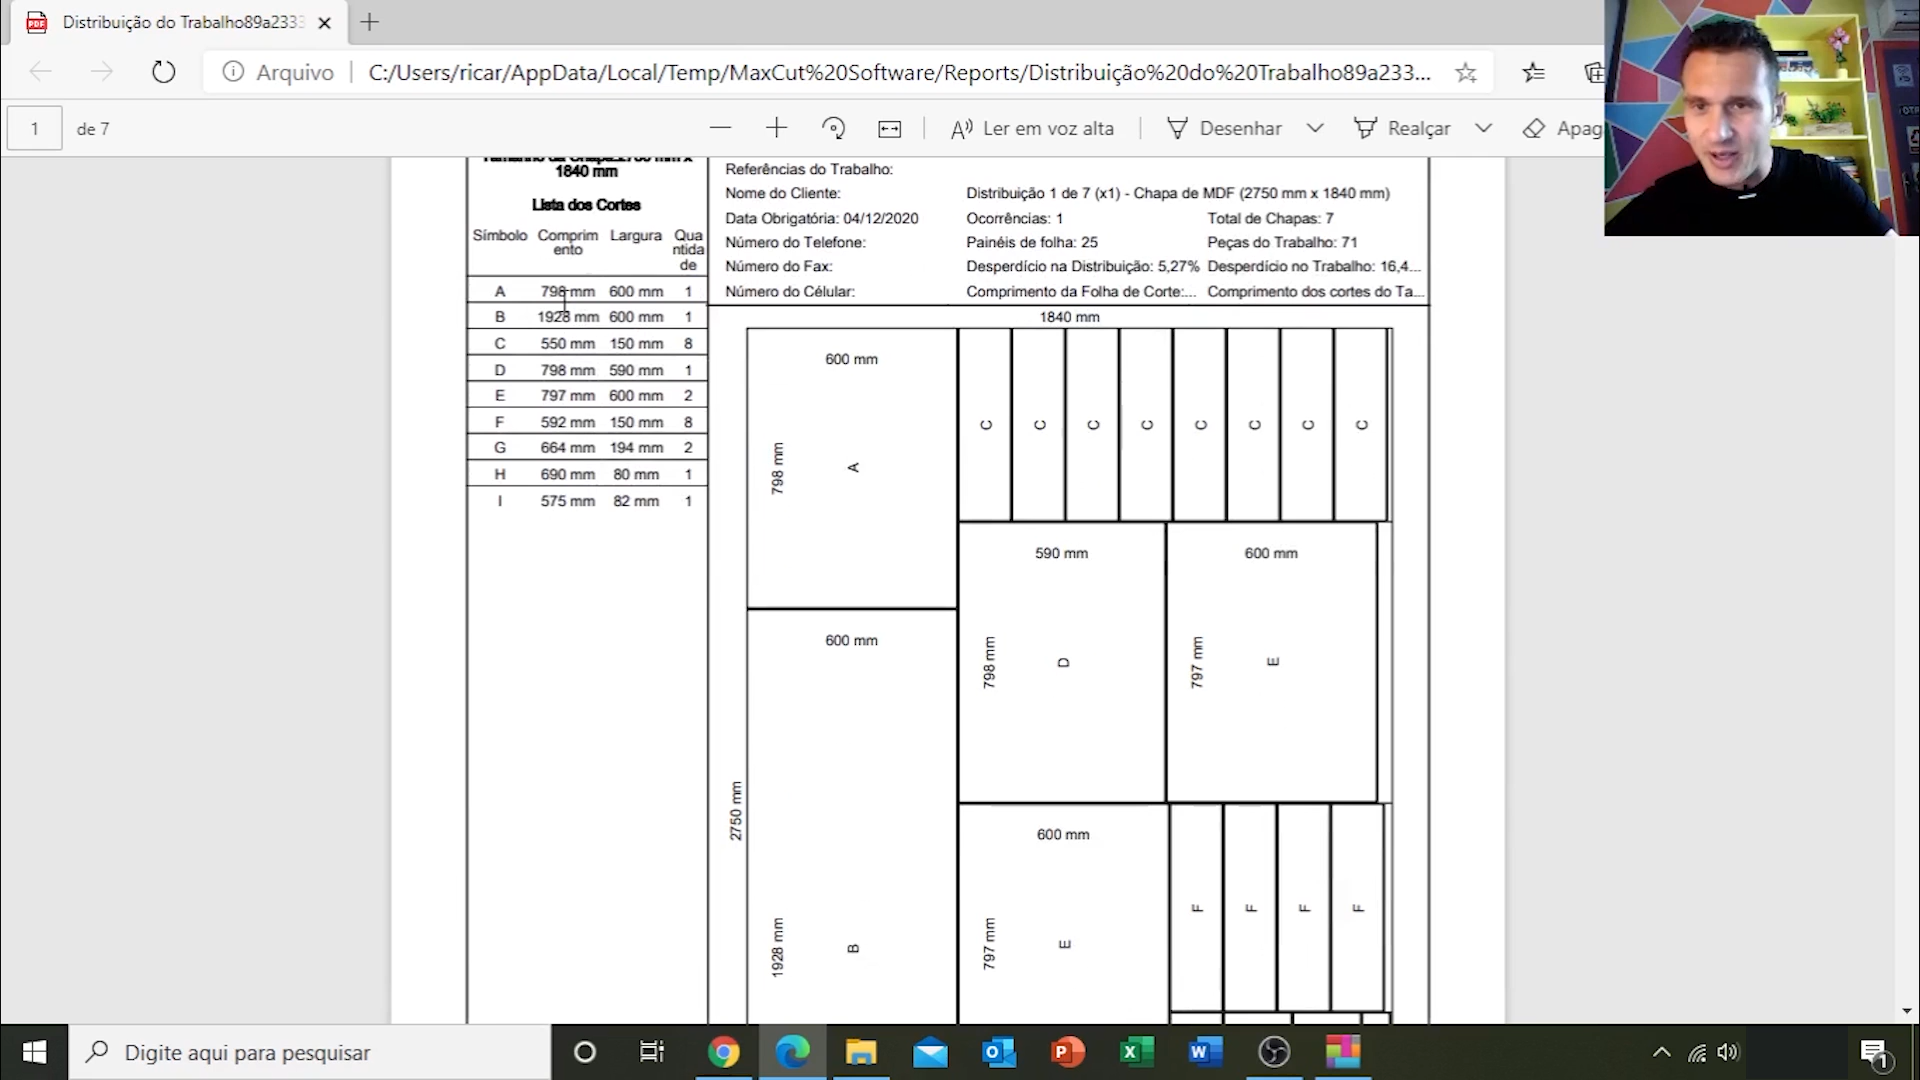 Distribuição do Trabalho89a2333
Arquivo
C:/Users/ricar/AppData/Local/Temp/MaxCut%20Software/Reports/Distribuição%20do%20Trabalho89a233...
1 de 7
Ler em voz alta
Desenhar
Realçar
Apag
1840 mm
Lista dos Cortes
Símbolo Comprimento Largura Quantidade
A 798 mm 600 mm 1
B 1928 mm 600 mm 1
C 550 mm 150 mm 8
D 798 mm 590 mm 1
E 797 mm 600 mm 2
F 592 mm 150 mm 8
G 664 mm 194 mm 2
H 690 mm 80 mm 1
I 575 mm 82 mm 1
Referências do Trabalho:
Nome do Cliente: Distribuição 1 de 7 (x1) - Chapa de MDF (2750 mm x 1840 mm)
Data Obrigatória: 04/12/2020 Ocorrências: 1 Total de Chapas: 7
Número do Telefone: Painéis de folha: 25 Peças do Trabalho: 71
Número do Fax: Desperdício na Distribuição: 5,27% Desperdício no Trabalho: 16,4...
Número do Célular: Comprimento da Folha de Corte:... Comprimento dos cortes do Ta...
1840 mm
600 mm
798 mm
A
C C C C C C C C
590 mm
798 mm
D
600 mm
797 mm
E
2750 mm
600 mm
1928 mm
B
600 mm
797 mm
E
F F F F
Digite aqui para pesquisar
1